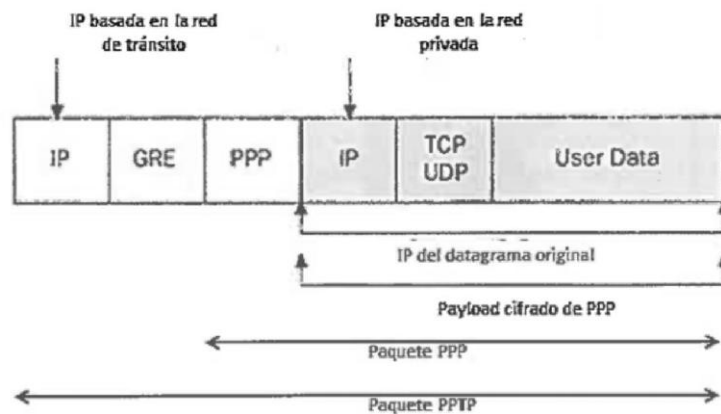 IP basada en la red
de tránsito
IP basada en la red
privada
IP
GRE
PPP
IP
TCP
UDP
User Data
IP del datagrama original
Payload cifrado de PPP
Paquete PPP
Paquete PPTP